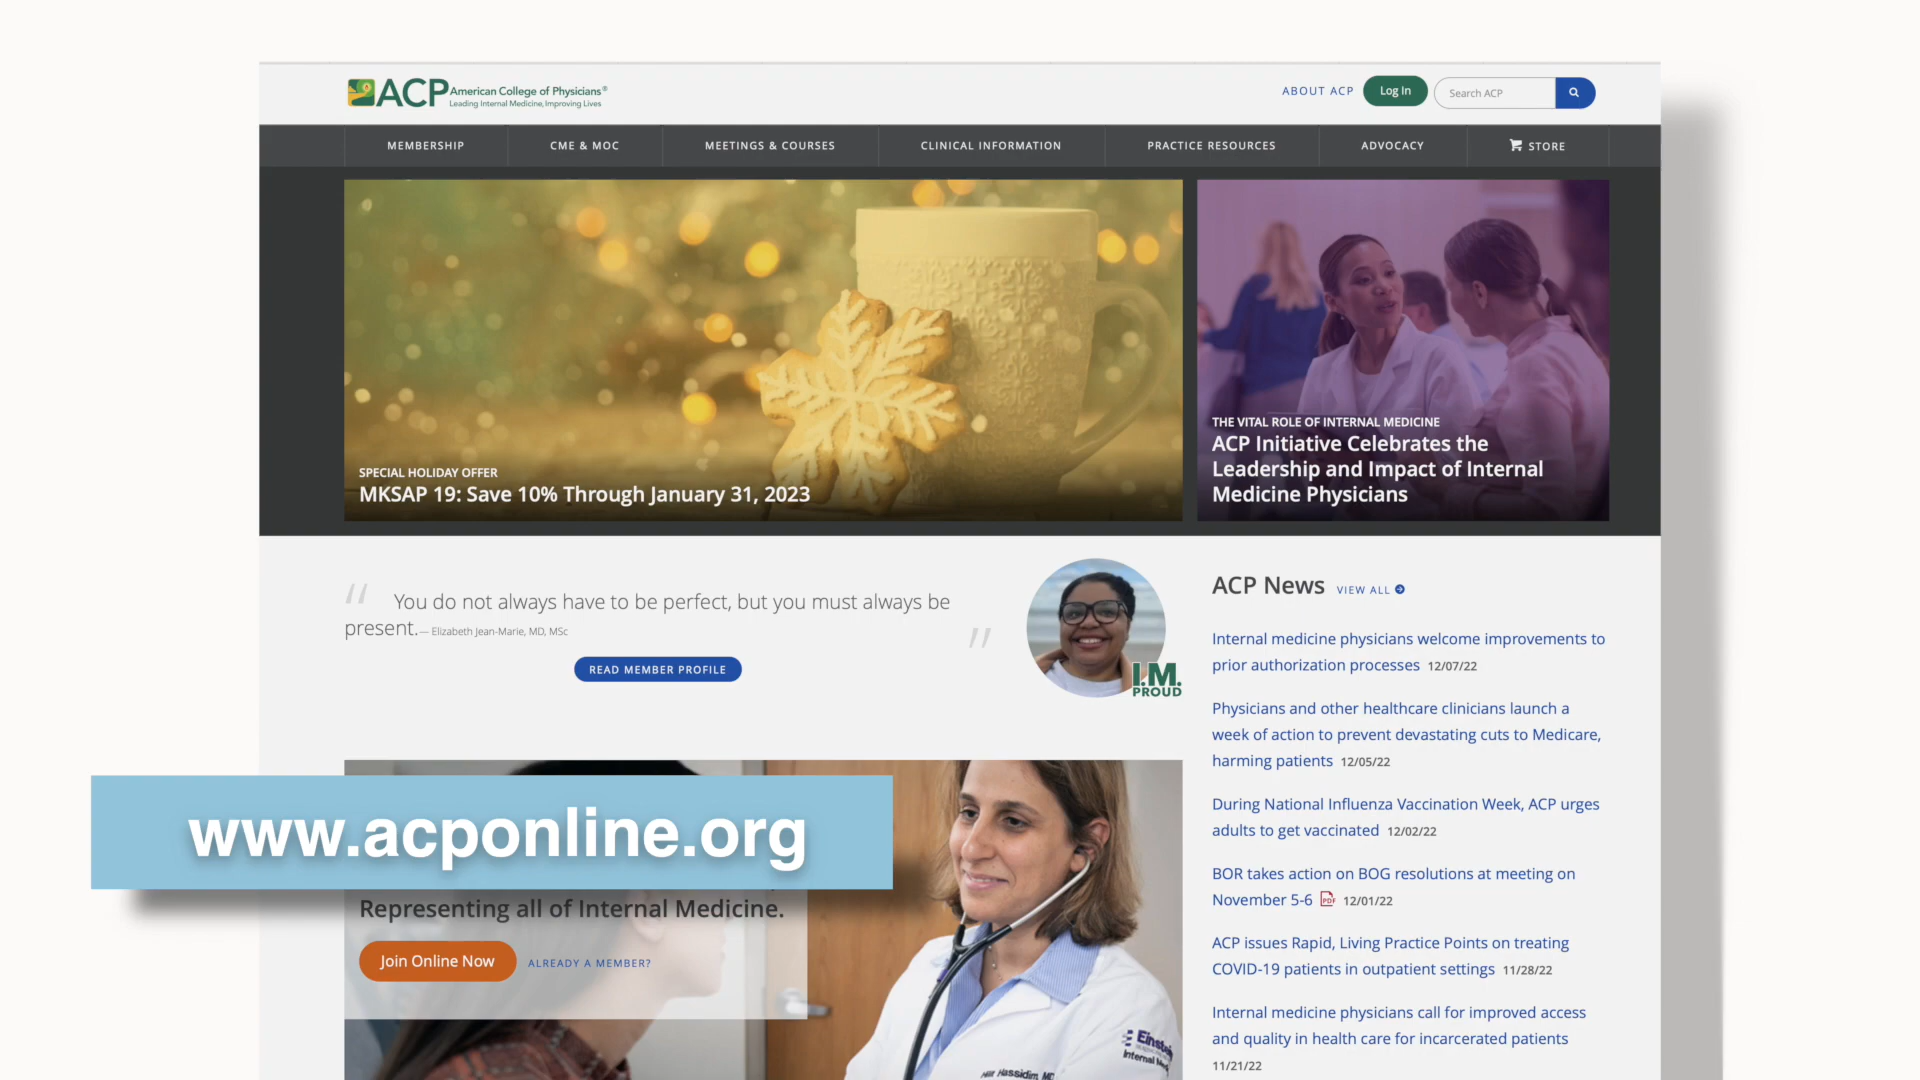 ACP American College of Physicians®
Leading Internal Medicine, Improving Lives
ABOUT ACP
Log In
Search ACP
MEMBERSHIP
CME & MOC
MEETINGS & COURSES
CLINICAL INFORMATION
PRACTICE RESOURCES
ADVOCACY
STORE
SPECIAL HOLIDAY OFFER
MKSAP 19: Save 10% Through January 31, 2023
THE VITAL ROLE OF INTERNAL MEDICINE
ACP Initiative Celebrates the
Leadership and Impact of Internal
Medicine Physicians
“ You do not always have to be perfect, but you must always be
present. — Elizabeth Jean-Marie, MD, MSc ”
READ MEMBER PROFILE
I.M.
PROUD
www.acponline.org
Representing all of Internal Medicine.
Join Online Now
ALREADY A MEMBER?
Internal
Hassidim, MD
ACP News VIEW ALL
Internal medicine physicians welcome improvements to
prior authorization processes 12/07/22
Physicians and other healthcare clinicians launch a
week of action to prevent devastating cuts to Medicare,
harming patients 12/05/22
During National Influenza Vaccination Week, ACP urges
adults to get vaccinated 12/02/22
BOR takes action on BOG resolutions at meeting on
November 5-6 PDF 12/01/22
ACP issues Rapid, Living Practice Points on treating
COVID-19 patients in outpatient settings 11/28/22
Internal medicine physicians call for improved access
and quality in health care for incarcerated patients
11/21/22